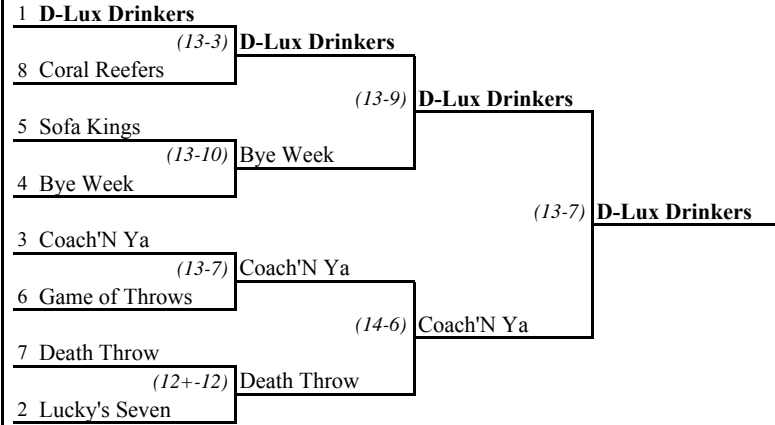 1 D-Lux Drinkers
(13-3) D-Lux Drinkers
8 Coral Reefers
(13-9) D-Lux Drinkers
5 Sofa Kings
(13-10) Bye Week
4 Bye Week
(13-7) D-Lux Drinkers
3 Coach'N Ya
(13-7) Coach'N Ya
6 Game of Throws
(14-6) Coach'N Ya
7 Death Throw
(12+-12) Death Throw
2 Lucky's Seven